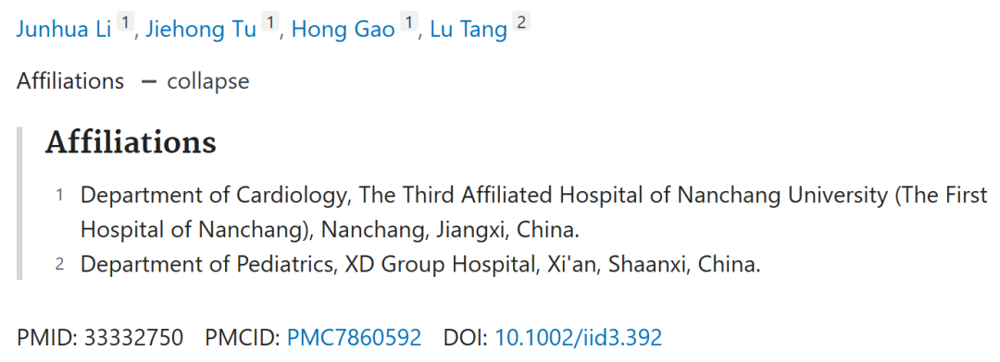 Junhua Li 1, Jiehong Tu 1, Hong Gao 1, Lu Tang 2
Affiliations – collapse
Affiliations
1 Department of Cardiology, The Third Affiliated Hospital of Nanchang University (The First
Hospital of Nanchang), Nanchang, Jiangxi, China.
2 Department of Pediatrics, XD Group Hospital, Xi'an, Shaanxi, China.
PMID: 33332750 PMCID: PMC7860592 DOI: 10.1002/iid3.392